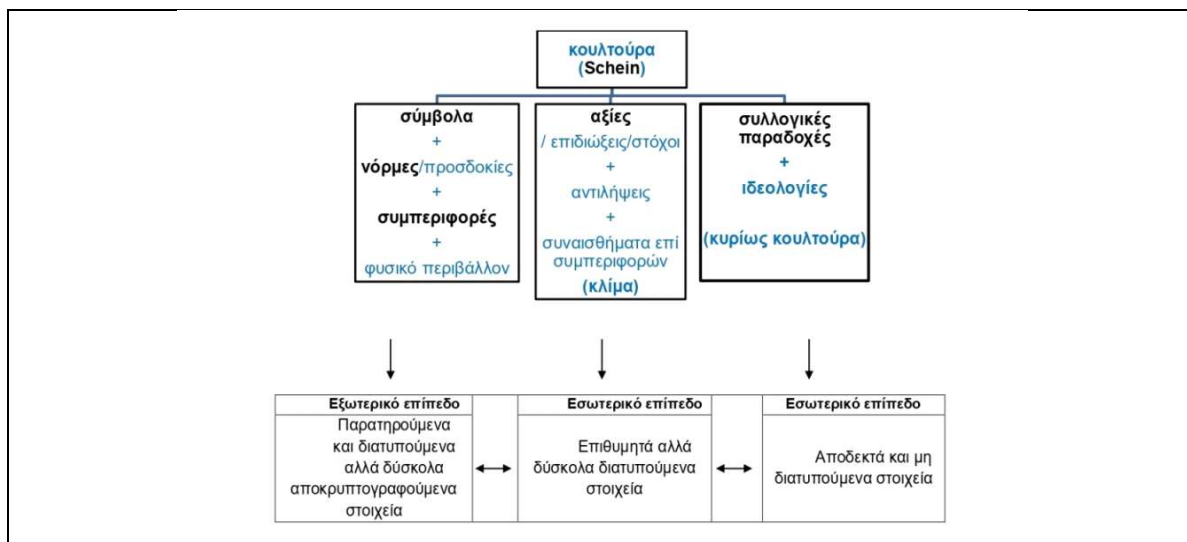 κουλτούρα
(Schein)
σύμβολα
+
νόρμες/προσδοκίες
+
συμπεριφορές
+
φυσικό περιβάλλον
αξίες
/ επιδιώξεις/στόχοι
+
αντιλήψεις
+
συναισθήματα επί
συμπεριφορών
(κλίμα)
συλλογικές
παραδοχές
+
ιδεολογίες
(κυρίως κουλτούρα)
Εξωτερικό επίπεδο
Παρατηρούμενα
και διατυπούμενα
αλλά δύσκολα
αποκρυπτογραφούμενα
στοιχεία
Εσωτερικό επίπεδο
Επιθυμητά αλλά
δύσκολα διατυπούμενα
στοιχεία
Εσωτερικό επίπεδο
Αποδεκτά και μη
διατυπούμενα στοιχεία